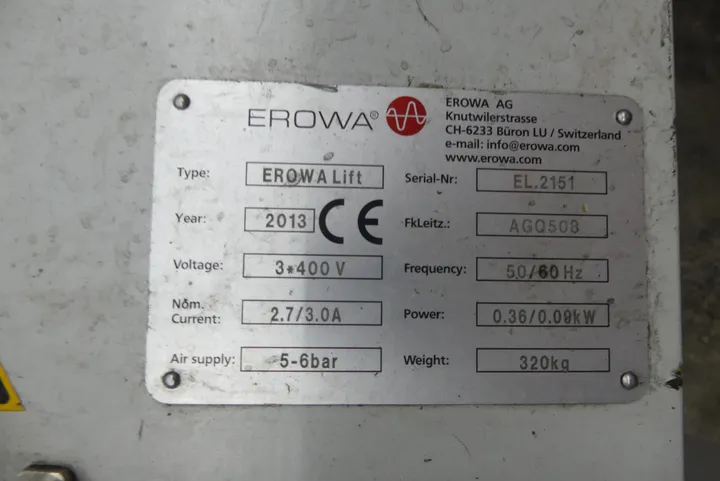 EROWA®
EROWA AG
Knutwilerstrasse
CH-6233 Büron LU / Switzerland
e-mail: info@erowa.com
www.erowa.com
Type: EROWA Lift Serial-Nr: EL.2151
Year: 2013 CE FkLeitz.: AGQ508
Voltage: 3*400 V Frequency: 50/60 Hz
Nom. Current: 2.7/3.0A Power: 0.36/0.09kW
Air supply: 5-6bar Weight: 320kg